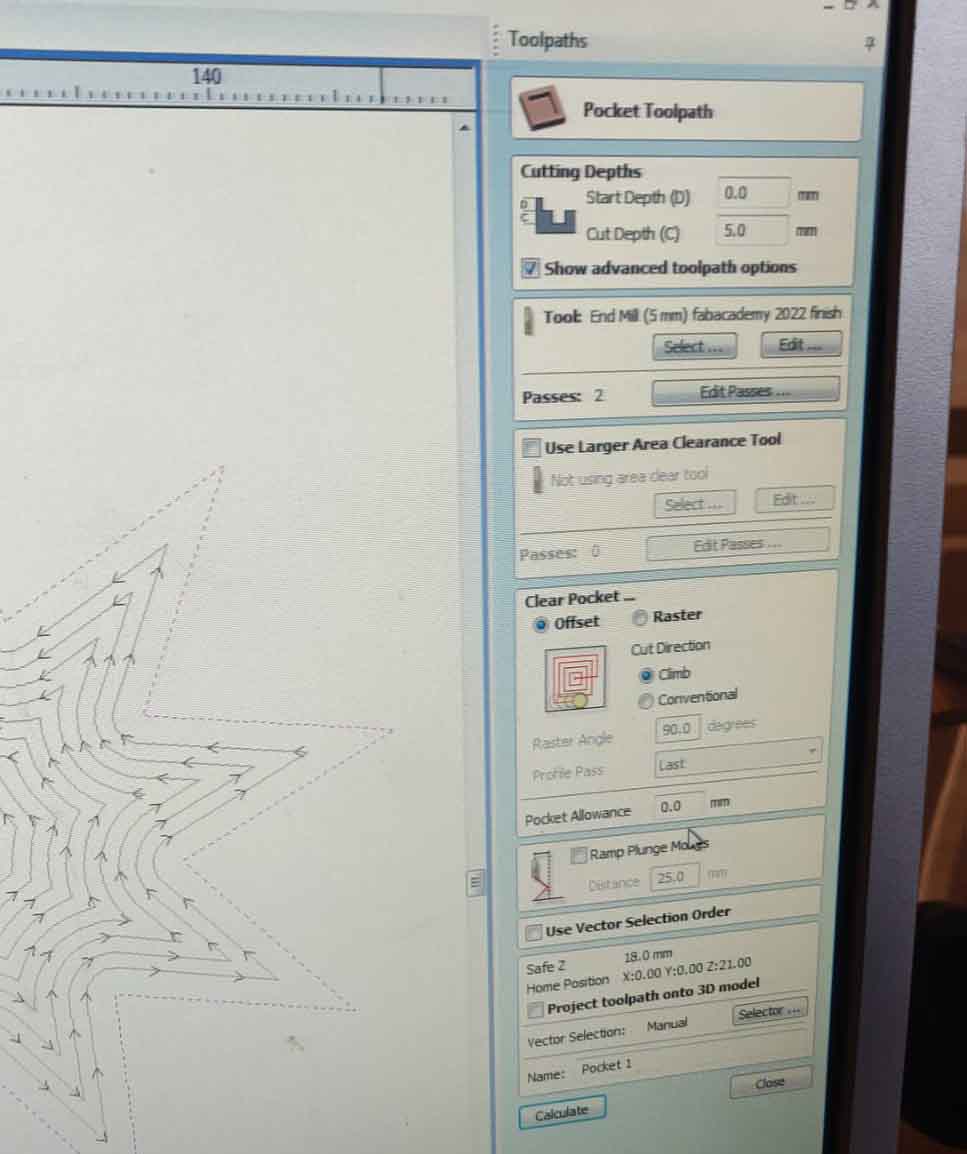 Toolpaths
140
Pocket Toolpath
Cutting Depths
D
Start Depth (D) 0.0 mm
C
Cut Depth (C) 5.0 mm
Show advanced toolpath options
Tool: End Mill (5 mm) fabacademy 2022 finish
Select ... Edit ...
Passes: 2 Edit Passes ...
Use Larger Area Clearance Tool
Not using area clear tool
Select ... Edit ...
Passes: 0 Edit Passes ...
Clear Pocket ...
Offset Raster
Cut Direction
Climb
Conventional
Raster Angle 90.0 degrees
Profile Pass Last
Pocket Allowance 0.0 mm
Ramp Plunge Moves
Distance 25.0 mm
Use Vector Selection Order
Safe Z 18.0 mm
Home Position X:0.00 Y:0.00 Z:21.00
Project toolpath onto 3D model
Vector Selection: Manual Selector ...
Name: Pocket 1
Calculate Close